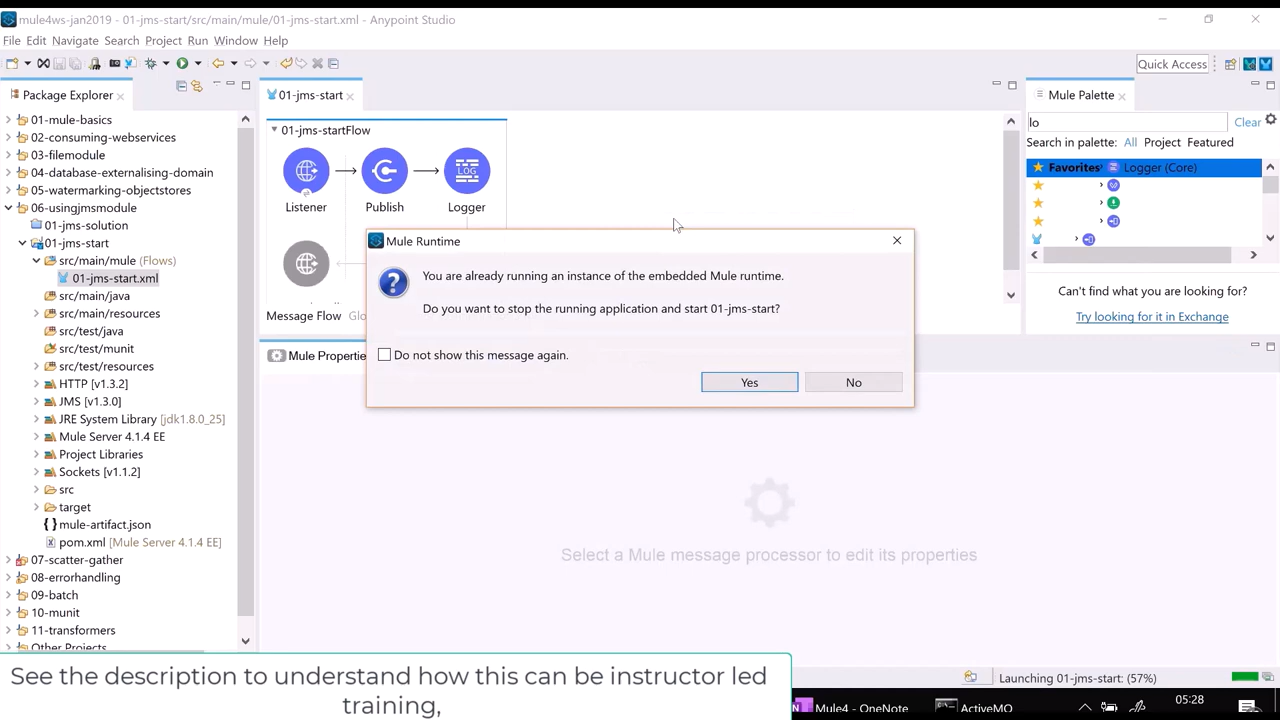 mule4ws-jan2019 - 01-jms-start/src/main/mule/01-jms-start.xml - Anypoint Studio
File Edit Navigate Search Project Run Window Help
Quick Access
Package Explorer
01-mule-basics
02-consuming-webservices
03-filemodule
04-database-externalising-domain
05-watermarking-objectstores
06-usingjmsmodule
01-jms-solution
01-jms-start
src/main/mule (Flows)
01-jms-start.xml
src/main/java
src/main/resources
src/test/java
src/test/munit
src/test/resources
HTTP [v1.3.2]
JMS [v1.3.0]
JRE System Library [jdk1.8.0_25]
Mule Server 4.1.4 EE
Project Libraries
Sockets [v1.1.2]
src
target
mule-artifact.json
pom.xml [Mule Server 4.1.4 EE]
07-scatter-gather
08-errorhandling
09-batch
10-munit
11-transformers
Other Projects
01-jms-start
01-jms-startFlow
LOG
Listener Publish Logger
Message Flow Glo
Mule Properti
Select a Mule message processor to edit its properties
Mule Runtime
You are already running an instance of the embedded Mule runtime.
Do you want to stop the running application and start 01-jms-start?
Do not show this message again.
Yes No
Mule Palette
lo
Clear
Search in palette: All Project Featured
Favorites Logger (Core)
Can't find what you are looking for?
Try looking for it in Exchange
Launching 01-jms-start: (57%)
See the description to understand how this can be instructor led
training,
Mule4 - OneNote
ActiveMQ
05:28